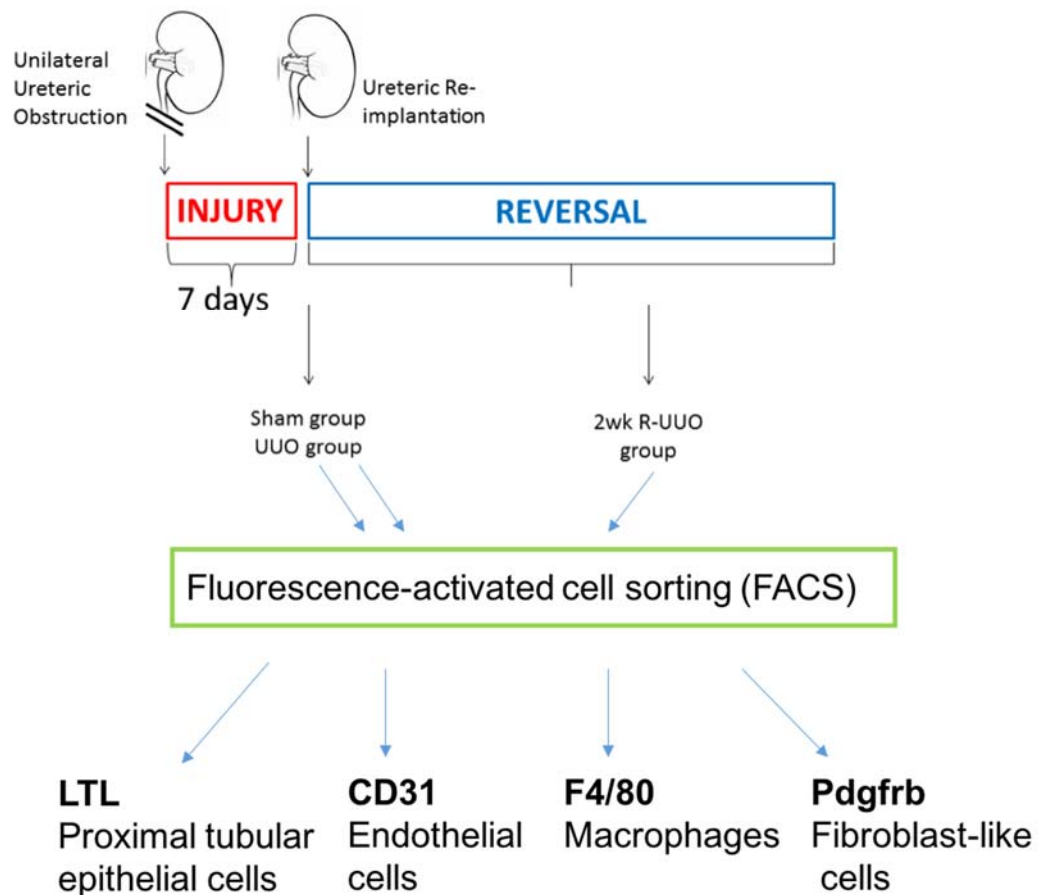 Unilateral
Ureteric
Obstruction
Ureteric Re-
implantation
INJURY
REVERSAL
7 days
Sham group
UUO group
2wk R-UUO
group
Fluorescence-activated cell sorting (FACS)
LTL
Proximal tubular
epithelial cells
CD31
Endothelial
cells
F4/80
Macrophages
Pdgfrb
Fibroblast-like
cells